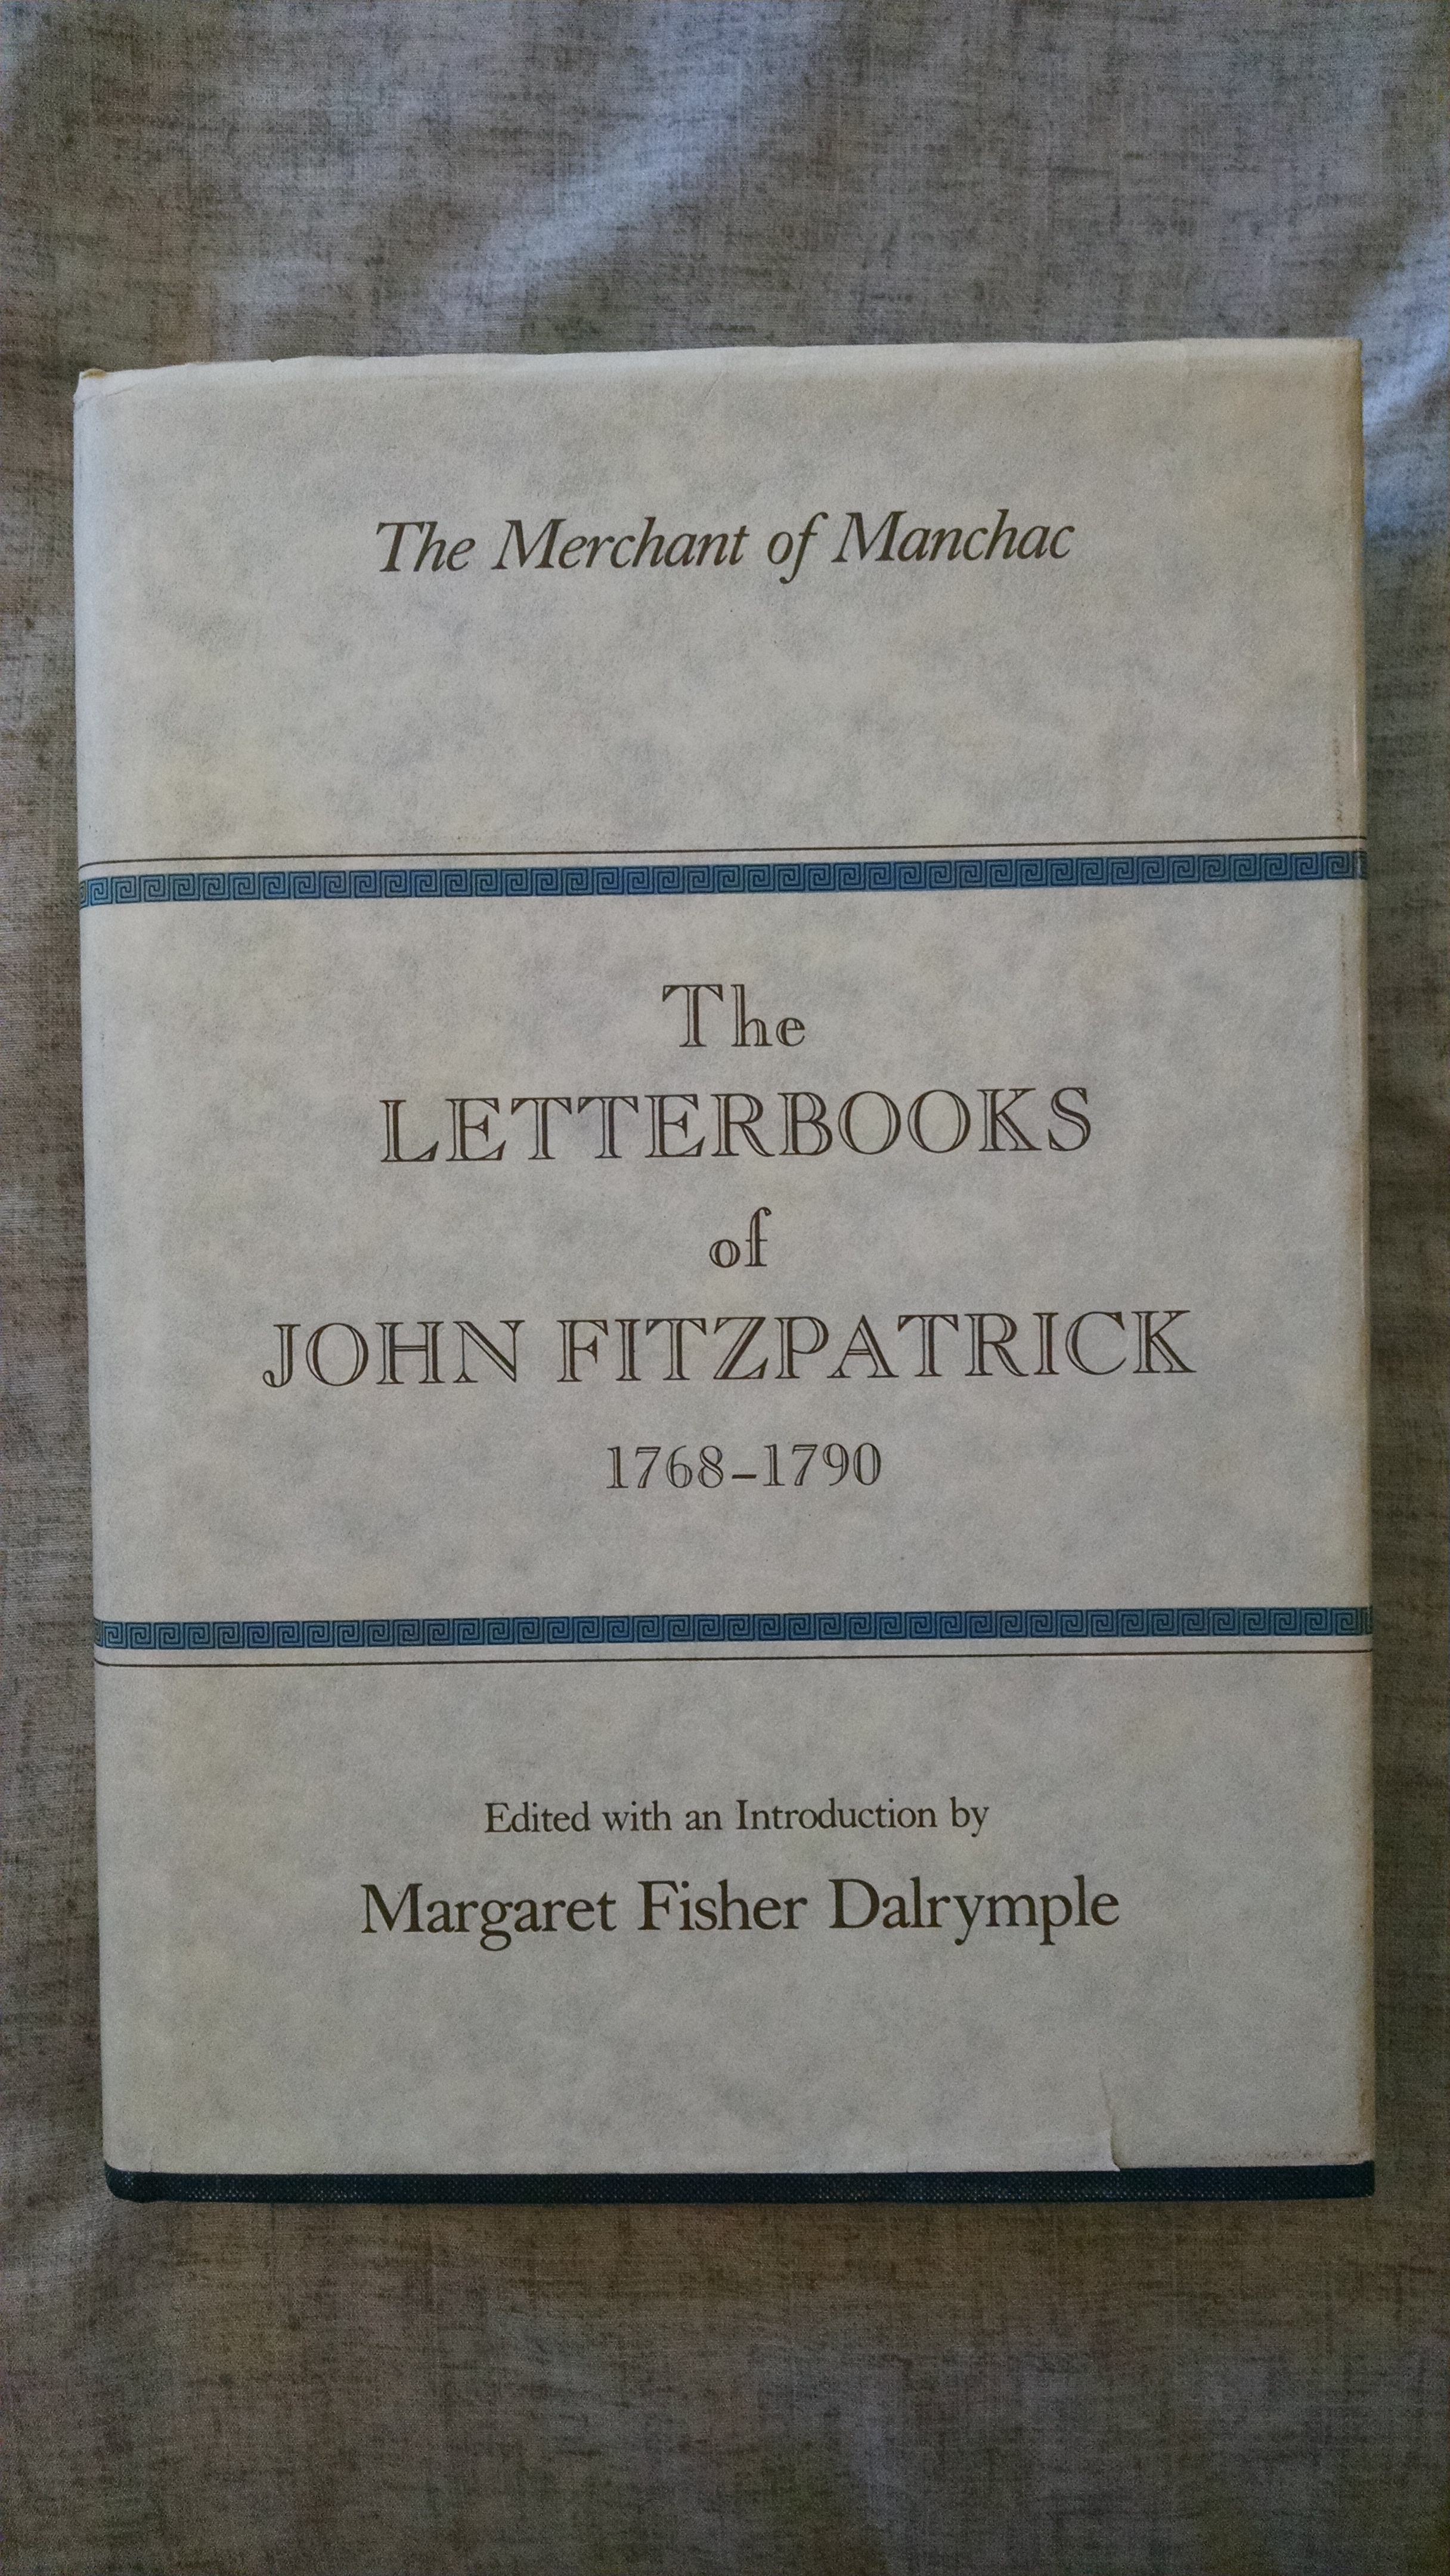 The Merchant of Manchac
The
LETTERBOOKS
of
JOHN FITZPATRICK
1768–1790
Edited with an Introduction by
Margaret Fisher Dalrymple